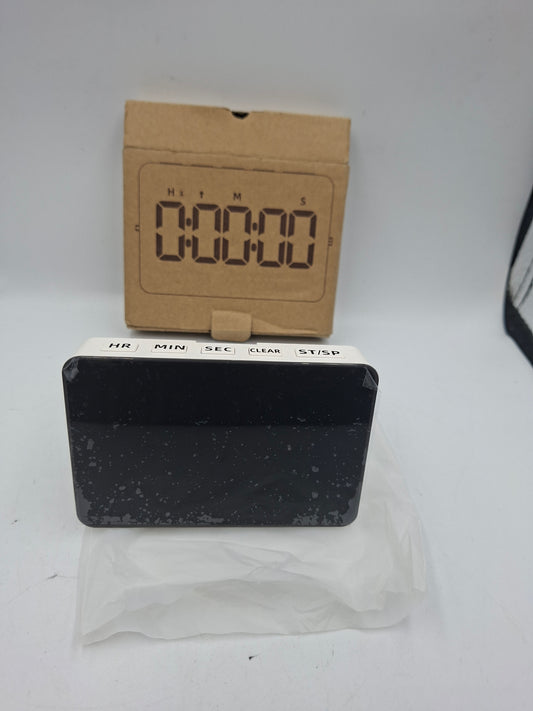 H M S
0:00:00
HR MIN SEC CLEAR ST/SP